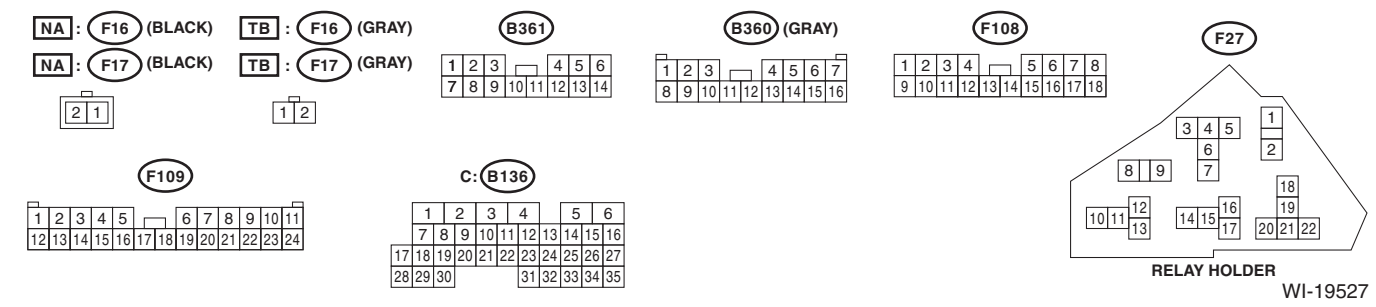 NA : F16 (BLACK) TB : F16 (GRAY)
NA : F17 (BLACK) TB : F17 (GRAY)
2 1
1 2
B361
1 2 3 4 5 6
7 8 9 10 11 12 13 14
B360 (GRAY)
1 2 3 4 5 6 7
8 9 10 11 12 13 14 15 16
F108
1 2 3 4 5 6 7 8
9 10 11 12 13 14 15 16 17 18
F27
1
3 4 5
2
6
7
8 9
18
12
16
19
10 11
14 15
13
17
20 21 22
RELAY HOLDER
F109
1 2 3 4 5 6 7 8 9 10 11
12 13 14 15 16 17 18 19 20 21 22 23 24
C: B136
1 2 3 4 5 6
7 8 9 10 11 12 13 14 15 16
17 18 19 20 21 22 23 24 25 26 27
28 29 30 31 32 33 34 35
WI-19527